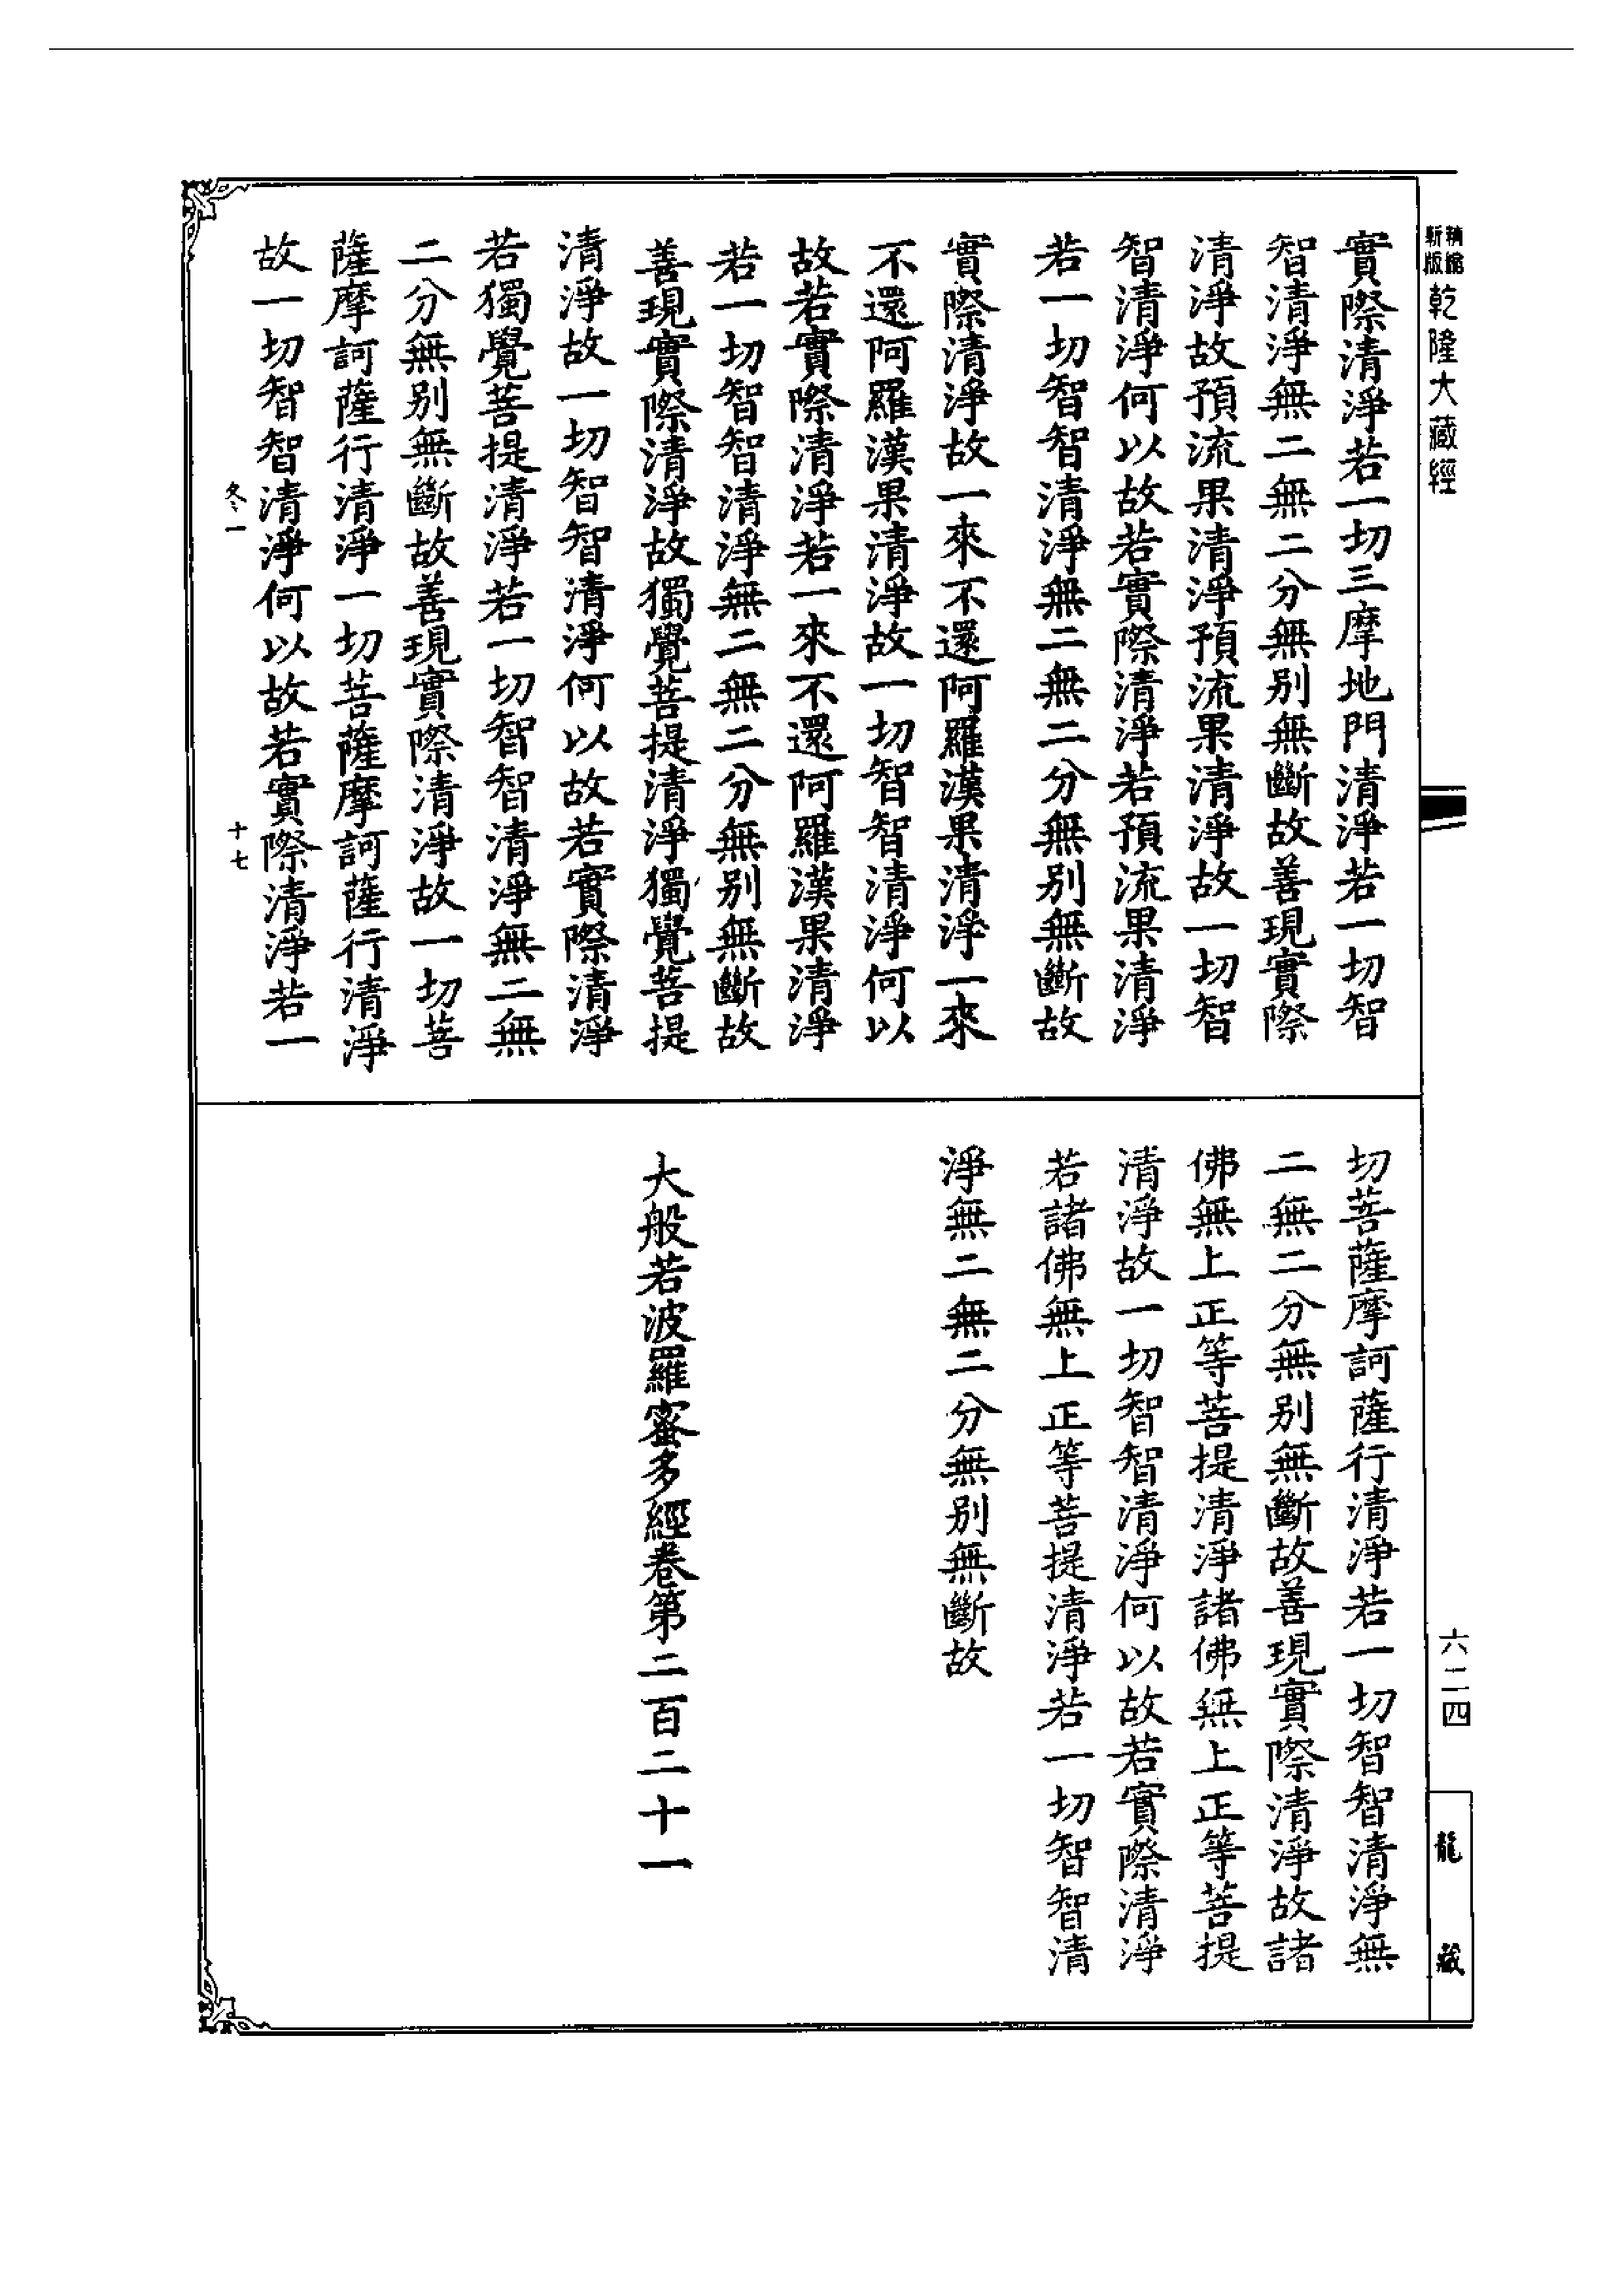 精縮新版乾隆大藏經
實際清淨若一切三摩地門清淨若一切智
智清淨無二無二分無別無斷故善現實際
清淨故預流果清淨預流果清淨故一切智
智清淨何以故若實際清淨若預流果清淨
若一切智智清淨無二無二分無別無斷故
實際清淨故一來不還阿羅漢果清淨一來
不還阿羅漢果清淨故一切智智清淨何以
故若實際清淨若一來不還阿羅漢果清淨
若一切智智清淨無二無二分無別無斷故
善現實際清淨故獨覺菩提清淨獨覺菩提
清淨故一切智智清淨何以故若實際清淨
若獨覺菩提清淨若一切智智清淨無二無
二分無別無斷故善現實際清淨故一切菩
薩摩訶薩行清淨一切菩薩摩訶薩行清淨
故一切智智清淨何以故若實際清淨若一
冬一 十七
切菩薩摩訶薩行清淨若一切智智清淨無
二無二分無別無斷故善現實際清淨故諸
佛無上正等菩提清淨諸佛無上正等菩提
清淨故一切智智清淨何以故若實際清淨
若諸佛無上正等菩提清淨若一切智智清
淨無二無二分無別無斷故
大般若波羅蜜多經卷第二百二十一
六二四
龍藏